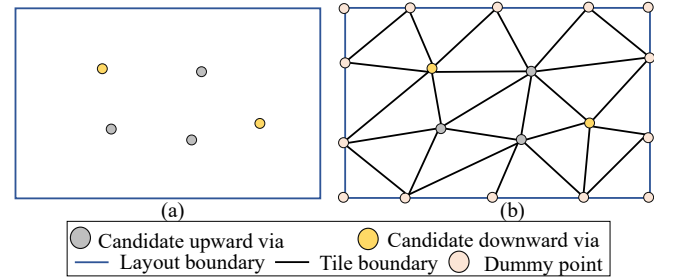 (a) (b)
Candidate upward via Candidate downward via
Layout boundary Tile boundary Dummy point